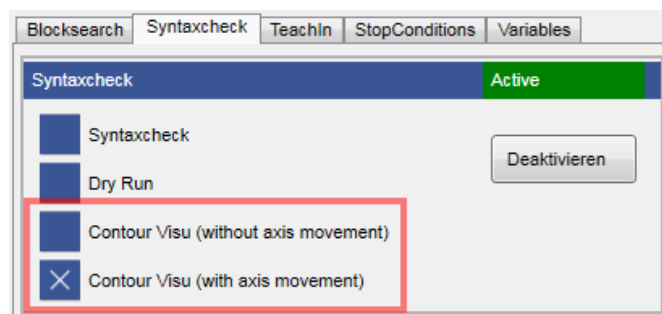 Blocksearch Syntaxcheck TeachIn StopConditions Variables
Syntaxcheck Active
Syntaxcheck
Deaktivieren
Dry Run
Contour Visu (without axis movement)
Contour Visu (with axis movement)